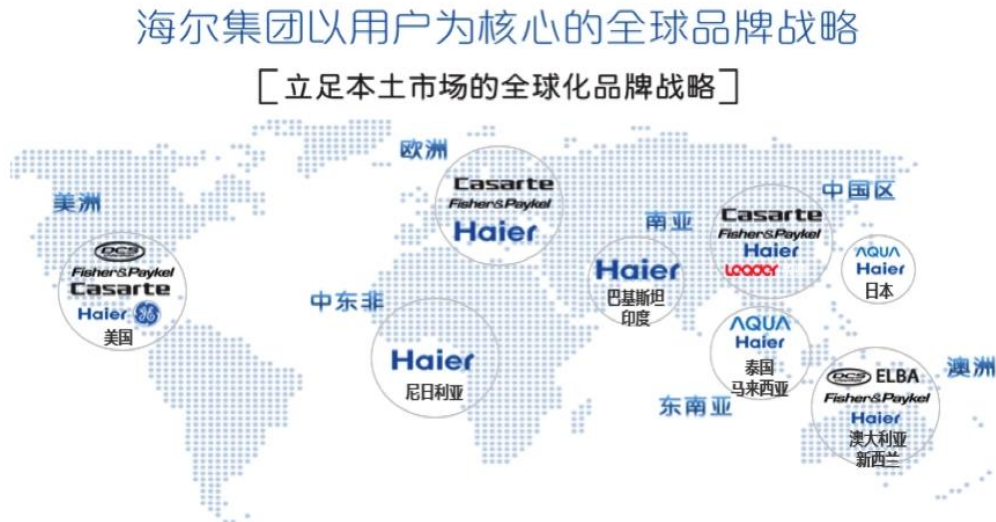 海尔集团以用户为核心的全球品牌战略
[立足本土市场的全球化品牌战略]
欧洲
Casarte
Fisher&Paykel
Haier
美洲
DCS
Fisher&Paykel
Casarte
Haier GE
美国
中东非
Haier
尼日利亚
南亚
Haier
巴基斯坦
印度
中国区
Casarte
Fisher&Paykel
Haier
Leader
AQUA
Haier
日本
东南亚
AQUA
Haier
泰国
马来西亚
澳洲
DCS ELBA
Fisher&Paykel
Haier
澳大利亚
新西兰